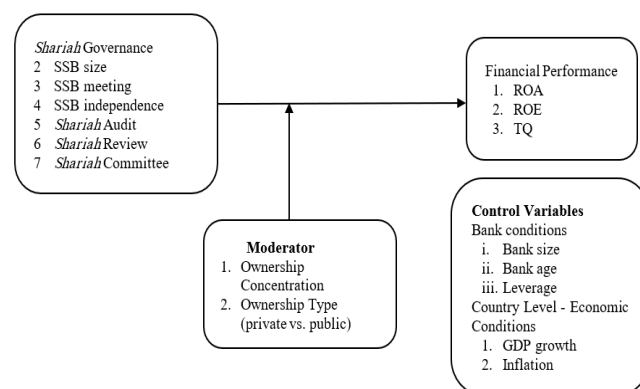 Shariah Governance
2 SSB size
3 SSB meeting
4 SSB independence
5 Shariah Audit
6 Shariah Review
7 Shariah Committee
Financial Performance
1. ROA
2. ROE
3. TQ
Moderator
1. Ownership
Concentration
2. Ownership Type
(private vs. public)
Control Variables
Bank conditions
i. Bank size
ii. Bank age
iii. Leverage
Country Level - Economic
Conditions
1. GDP growth
2. Inflation